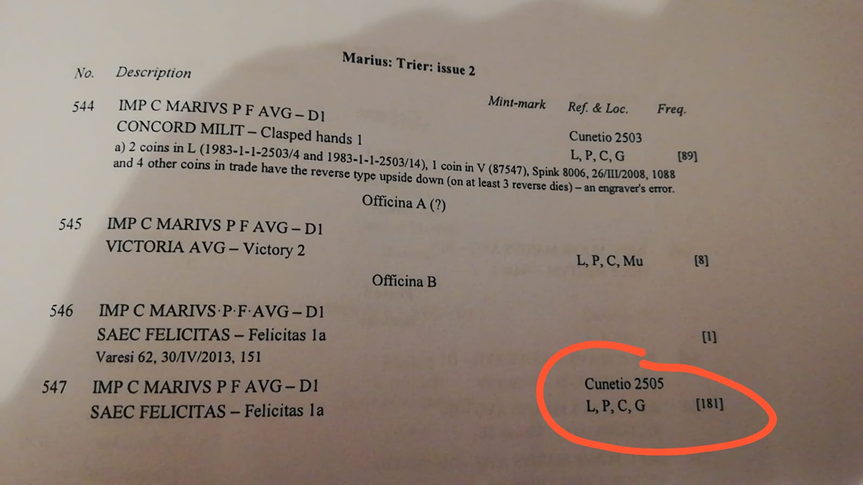 Marius: Trier: issue 2
No. Description Mint-mark Ref. & Loc. Freq.
544 IMP C MARIVS P F AVG – D1 Cunetio 2503
CONCORD MILIT – Clasped hands 1 L, P, C, G [89]
a) 2 coins in L (1983-1-1-2503/4 and 1983-1-1-2503/14), 1 coin in V (87547), Spink 8006, 26/III/2008, 1088
and 4 other coins in trade have the reverse type upside down (on at least 3 reverse dies) – an engraver's error.
Officina A (?)
545 IMP C MARIVS P F AVG – D1
VICTORIA AVG – Victory 2 L, P, C, Mu [8]
Officina B
546 IMP C MARIVS·P·F·AVG – D1
SAEC FELICITAS – Felicitas 1a [1]
Varesi 62, 30/IV/2013, 151
547 IMP C MARIVS P F AVG – D1 Cunetio 2505
SAEC FELICITAS – Felicitas 1a L, P, C, G [181]